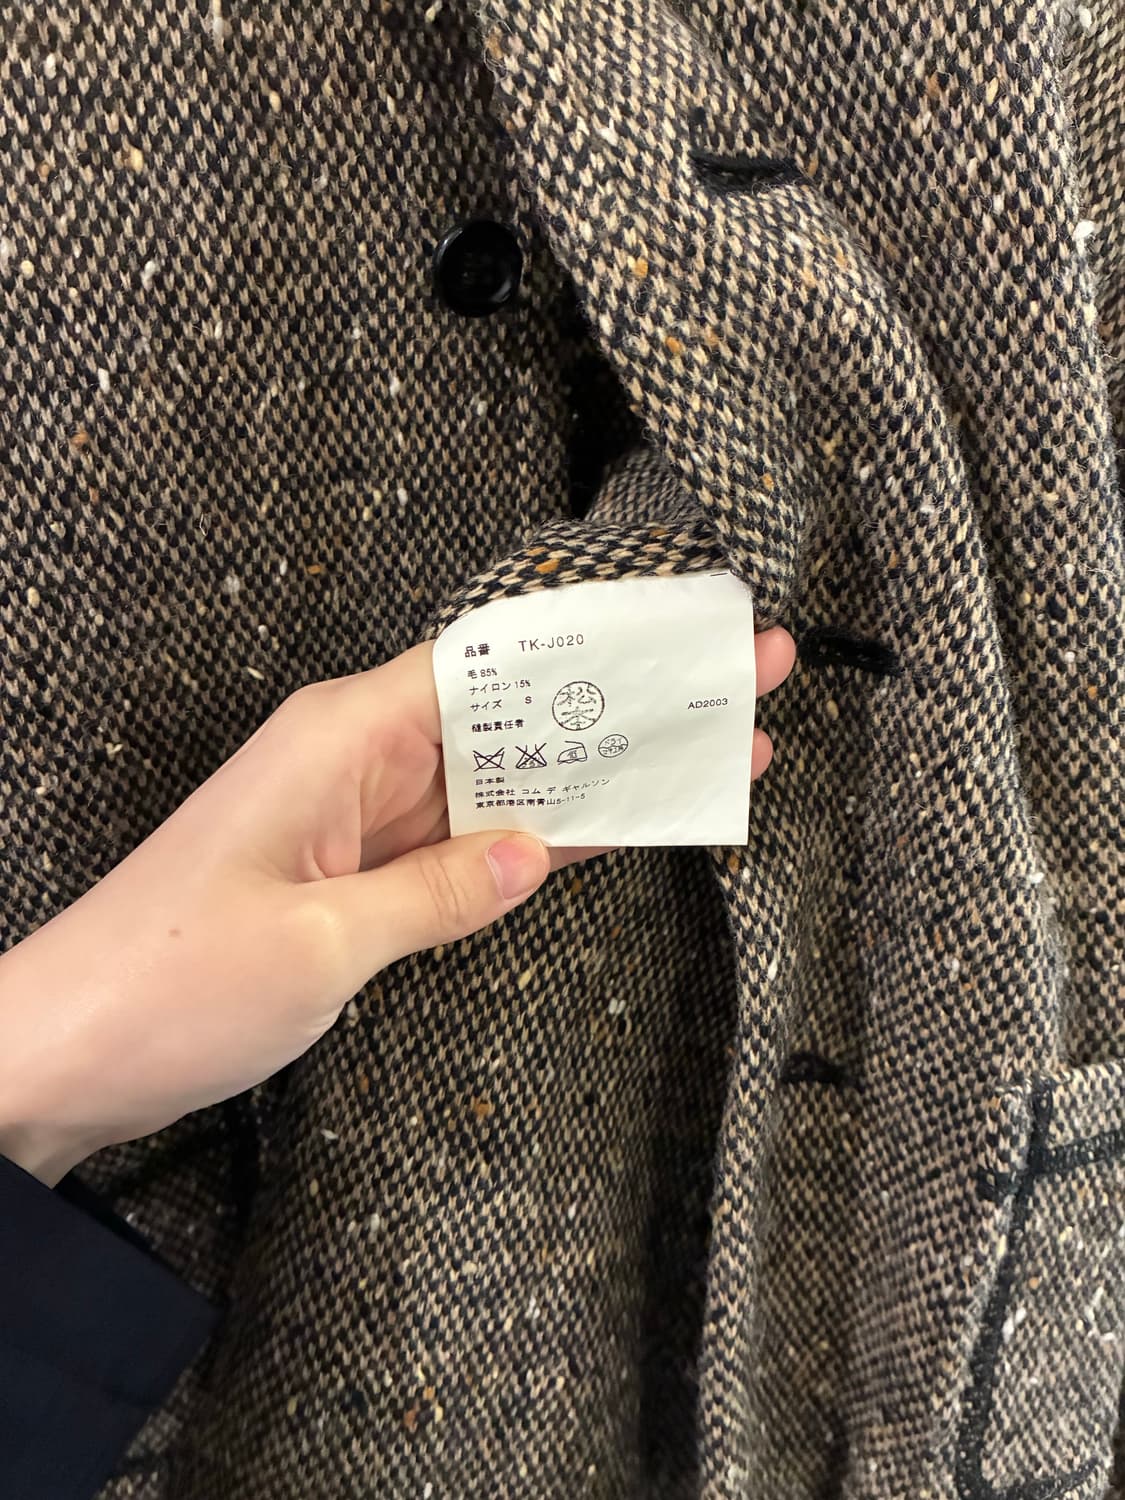 品番 TK-J020
毛 85%
ナイロン 15%
サイズ S
縫製責任者 松本
AD2003
日本製
株式会社 コム デ ギャルソン
東京都港区南青山5-11-5